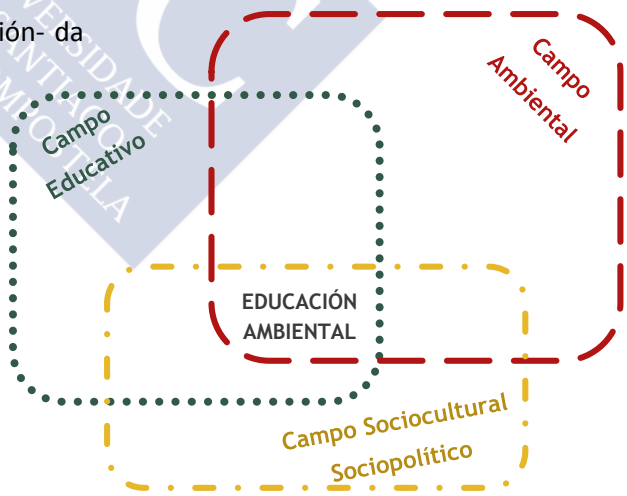 ión- da
Campo
Ambiental
Campo
Educativo
EDUCACIÓN
AMBIENTAL
Campo Sociocultural
Sociopolítico